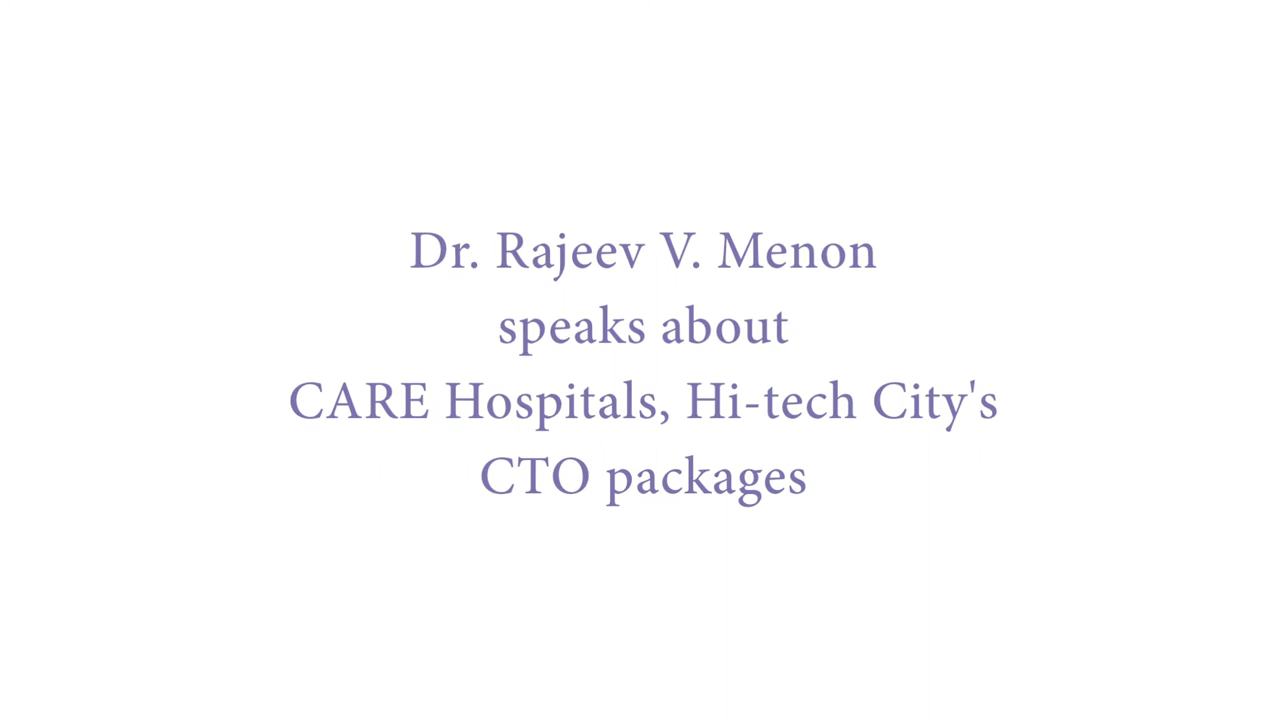 Dr. Rajeev V. Menon
speaks about
CARE Hospitals, Hi-tech City's
CTO packages